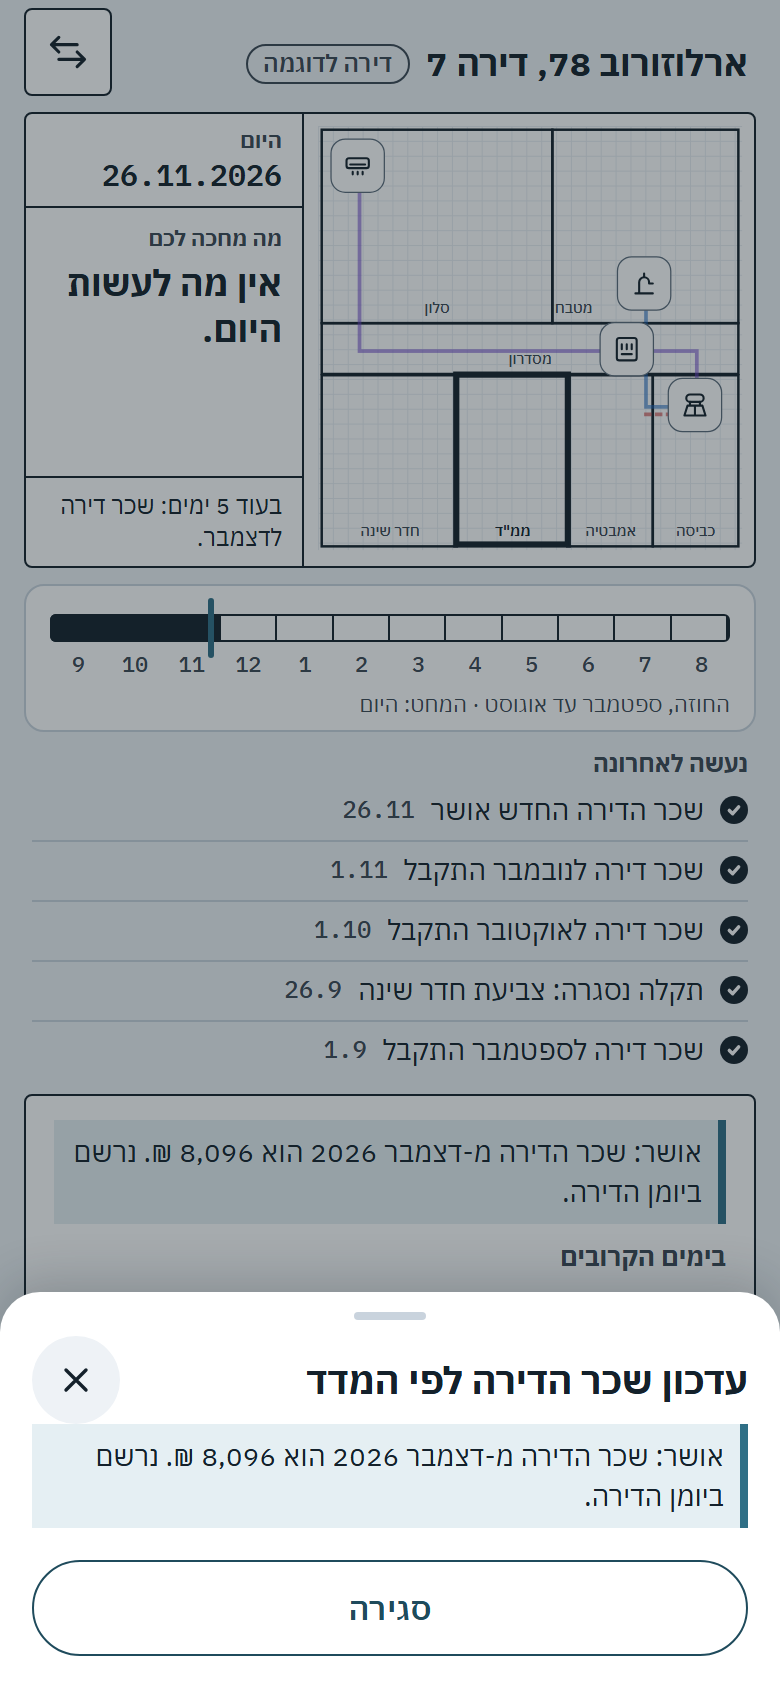 ארלוזורוב 78, דירה 7
דירה לדוגמה
סלון
מטבח
מסדרון
חדר שינה
ממ"ד
אמבטיה
כביסה
היום
26.11.2026
מה מחכה לכם
אין מה לעשות
היום.
בעוד 5 ימים: שכר דירה
לדצמבר.
9 10 11 12 1 2 3 4 5 6 7 8
החוזה, ספטמבר עד אוגוסט · המחט: היום
נעשה לאחרונה
שכר הדירה החדש אושר 26.11
שכר דירה לנובמבר התקבל 1.11
שכר דירה לאוקטובר התקבל 1.10
תקלה נסגרה: צביעת חדר שינה 26.9
שכר דירה לספטמבר התקבל 1.9
אושר: שכר הדירה מ-דצמבר 2026 הוא 8,096 ₪. נרשם
ביומן הדירה.
בימים הקרובים
עדכון שכר הדירה לפי המדד
אושר: שכר הדירה מ-דצמבר 2026 הוא 8,096 ₪. נרשם
ביומן הדירה.
סגירה